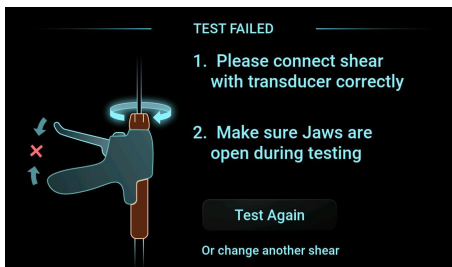 TEST FAILED
1. Please connect shear
with transducer correctly
2. Make sure Jaws are
open during testing
Test Again
Or change another shear